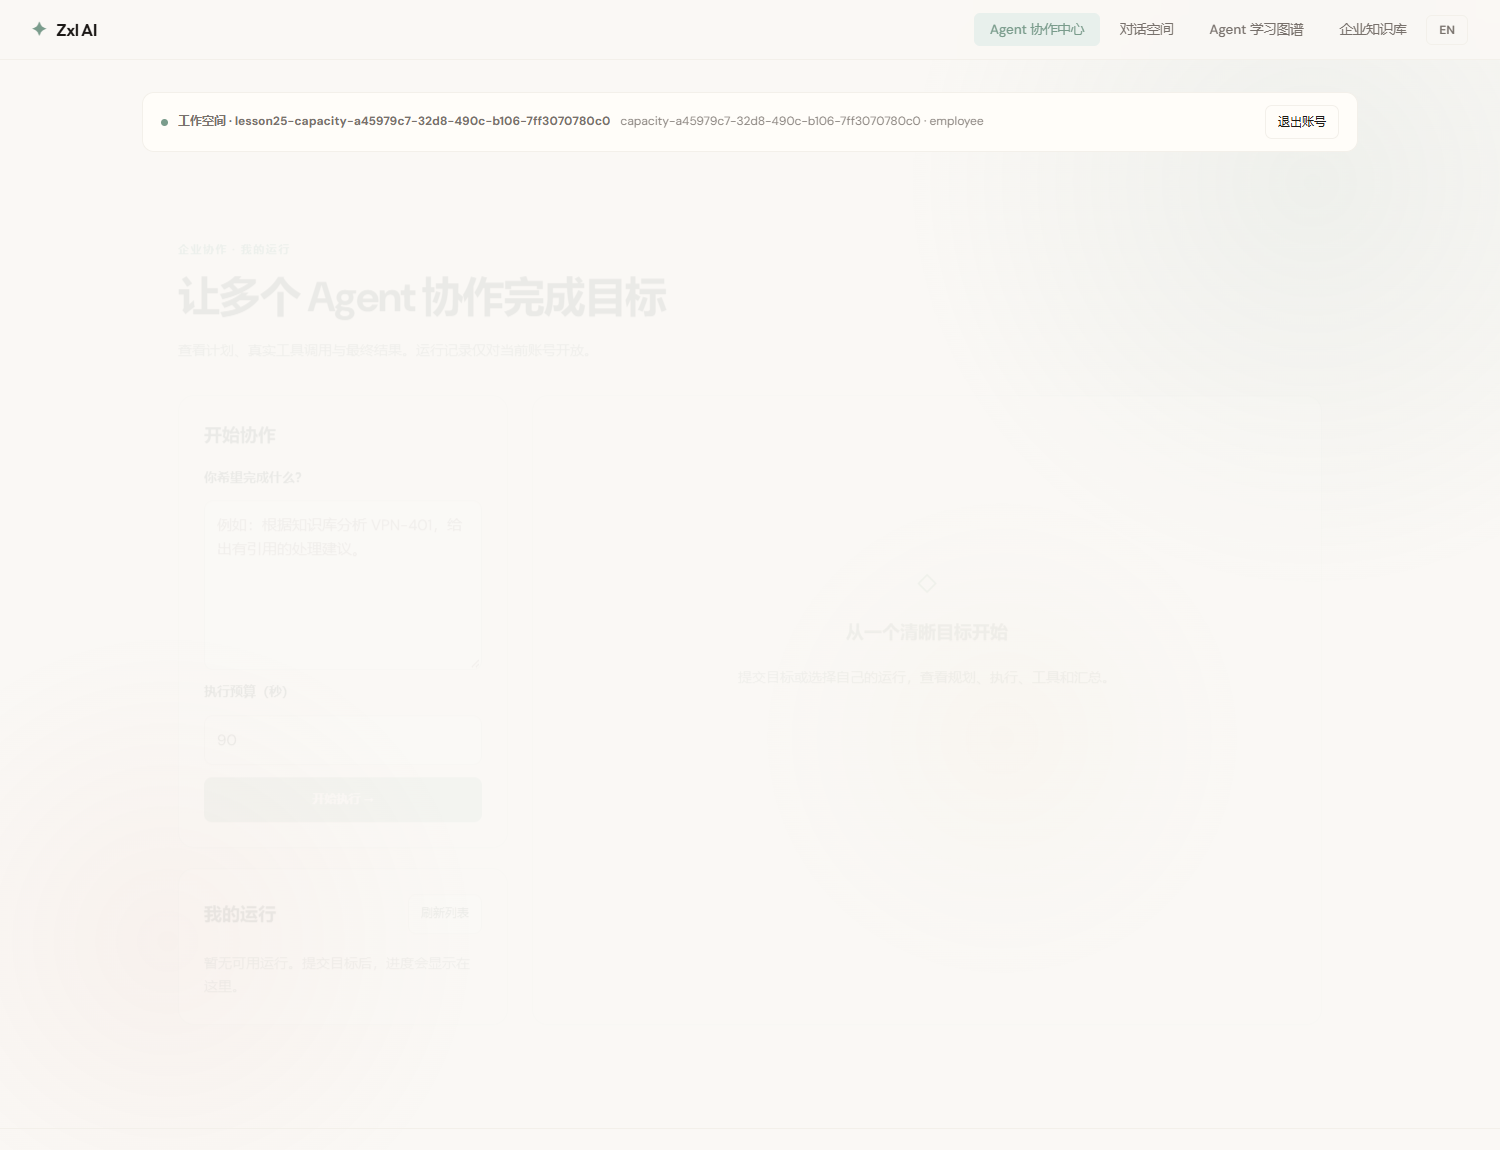 Zxl AI
Agent 协作中心
对话空间
Agent 学习图谱
企业知识库
EN
工作空间 · lesson25-capacity-a45979c7-32d8-490c-b106-7ff3070780c0 capacity-a45979c7-32d8-490c-b106-7ff3070780c0 · employee
退出账号
企业协作 · 我的运行
让多个 Agent 协作完成目标
查看计划、真实工具调用与最终结果。运行记录仅对当前账号开放。
开始协作
你希望完成什么？
例如：根据知识库分析 VPN-401，给
出有引用的处理建议。
执行预算（秒）
90
开始执行 →
我的运行
刷新列表
暂无可用运行。提交目标后，进度会显示在
这里。
从一个清晰目标开始
提交目标或选择自己的运行，查看规划、执行、工具和汇总。